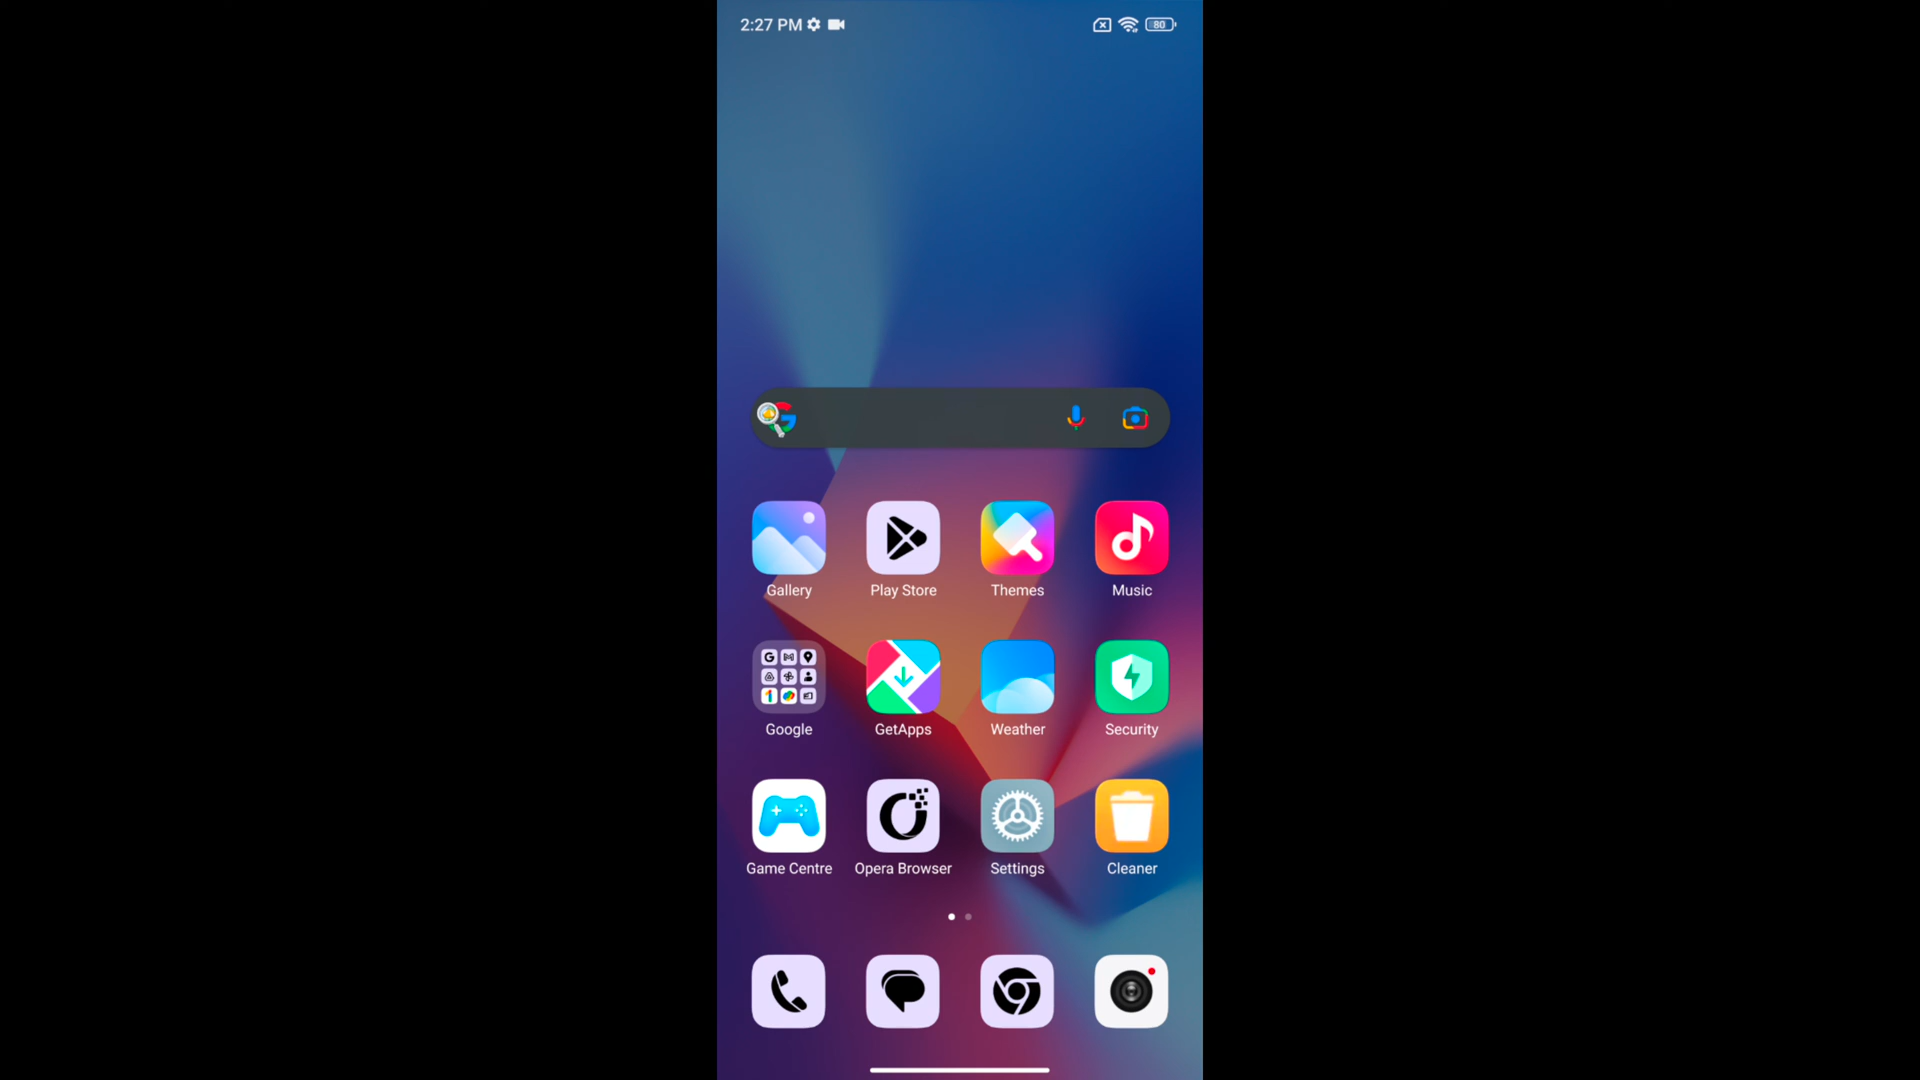 2:27 PM 80
Gallery Play Store Themes Music
Google GetApps Weather Security
Game Centre Opera Browser Settings Cleaner